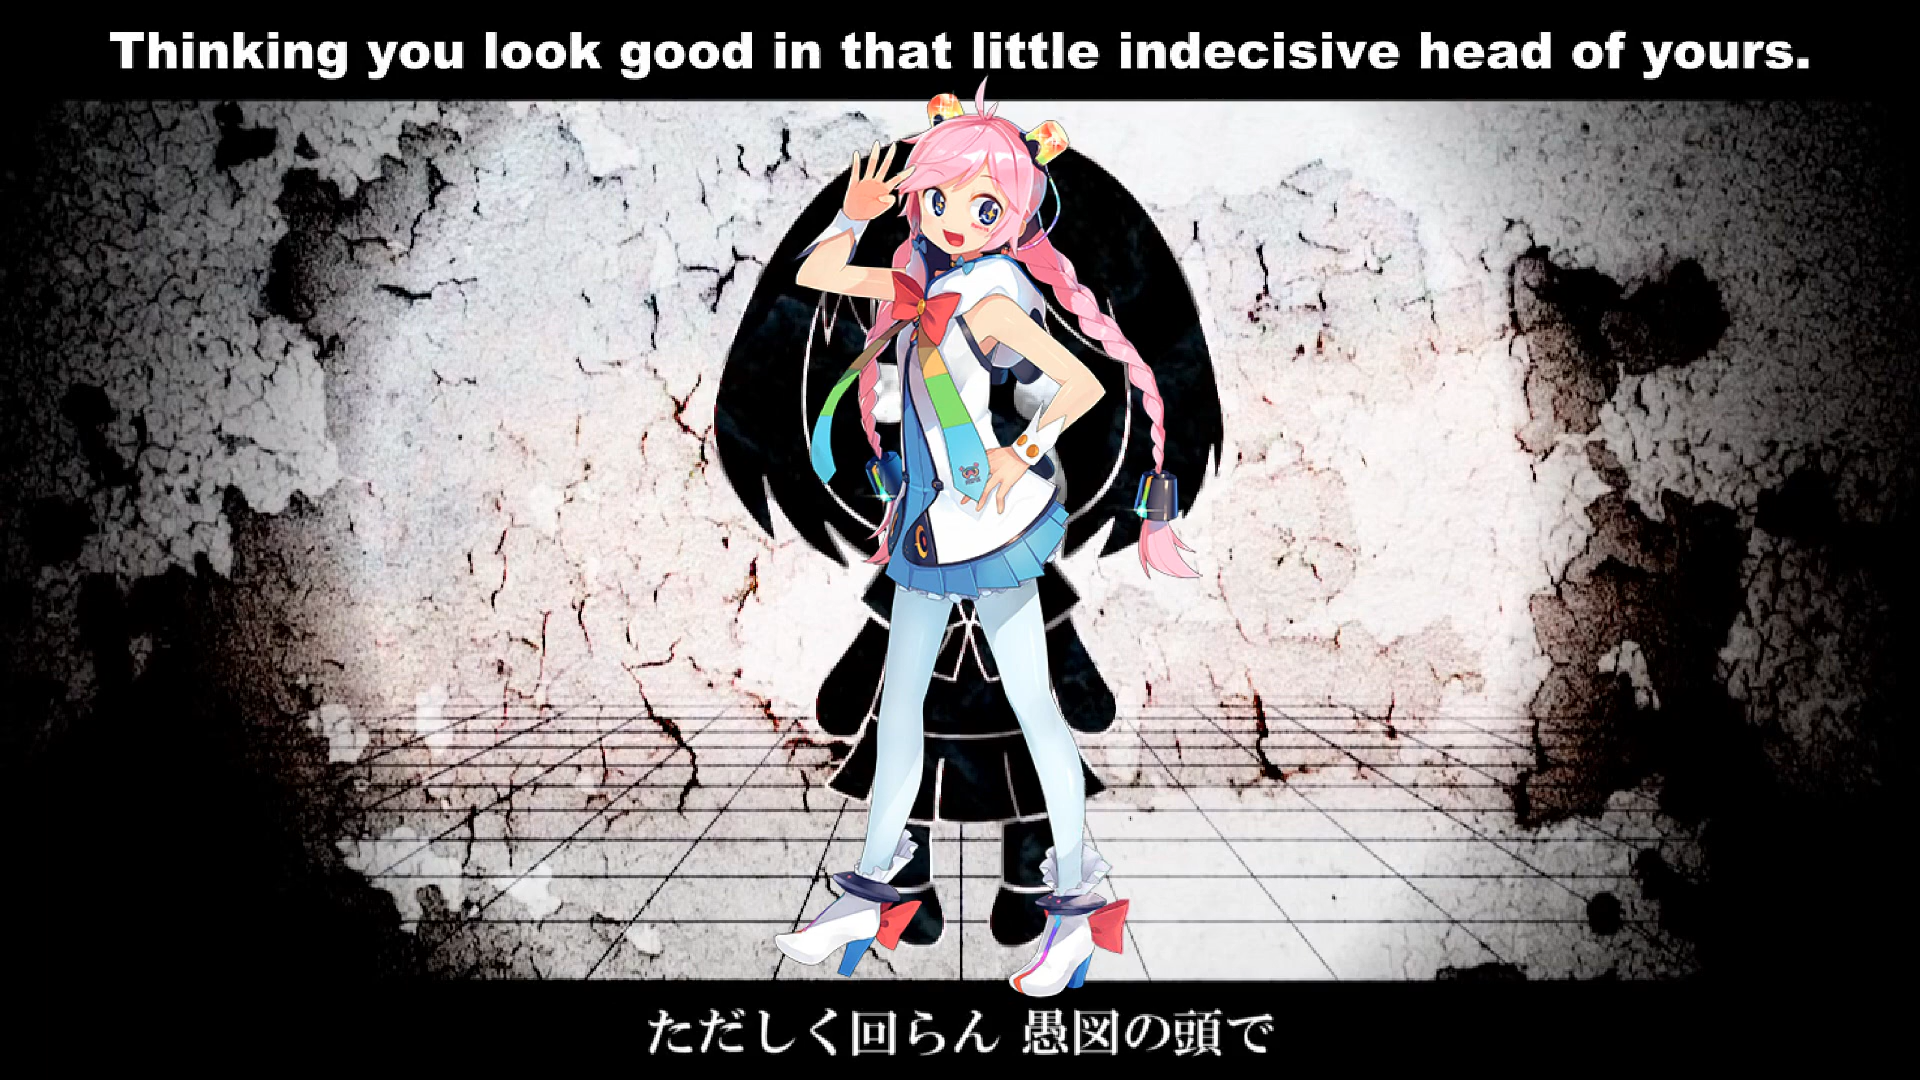 Thinking you look good in that little indecisive head of yours.
ただしく回らん 愚図の頭で